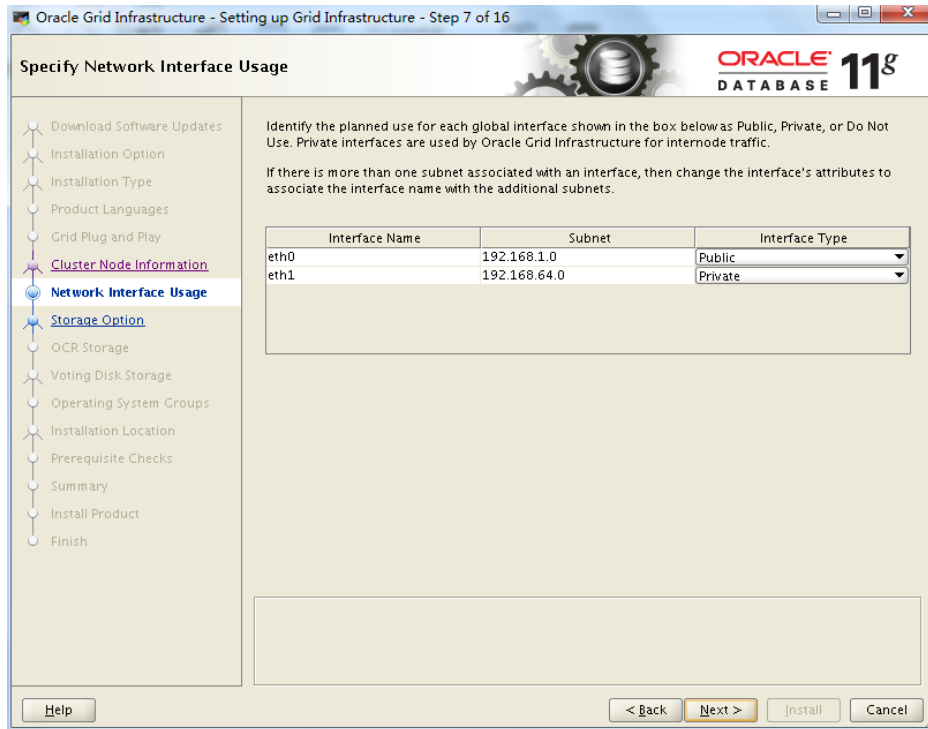 Oracle Grid Infrastructure - Setting up Grid Infrastructure - Step 7 of 16
Specify Network Interface Usage
ORACLE
DATABASE
11g
Download Software Updates
Installation Option
Installation Type
Product Languages
Grid Plug and Play
Cluster Node Information
Network Interface Usage
Storage Option
OCR Storage
Voting Disk Storage
Operating System Groups
Installation Location
Prerequisite Checks
Summary
Install Product
Finish
Identify the planned use for each global interface shown in the box below as Public, Private, or Do Not
Use. Private interfaces are used by Oracle Grid Infrastructure for internode traffic.
If there is more than one subnet associated with an interface, then change the interface's attributes to
associate the interface name with the additional subnets.
Interface Name Subnet Interface Type
eth0 192.168.1.0 Public
eth1 192.168.64.0 Private
Help < Back Next > Install Cancel